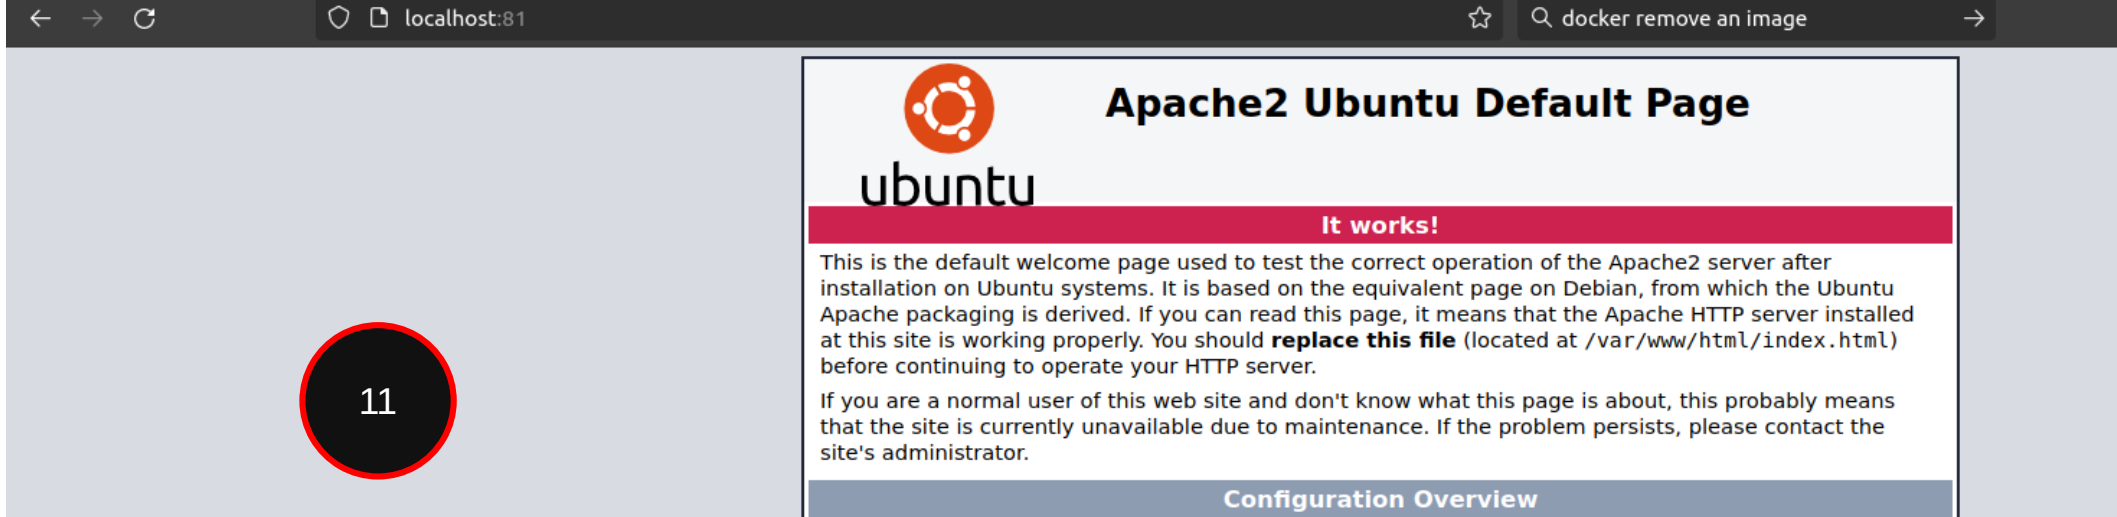 localhost:81
docker remove an image
ubuntu
Apache2 Ubuntu Default Page
It works!
This is the default welcome page used to test the correct operation of the Apache2 server after
installation on Ubuntu systems. It is based on the equivalent page on Debian, from which the Ubuntu
Apache packaging is derived. If you can read this page, it means that the Apache HTTP server installed
at this site is working properly. You should replace this file (located at /var/www/html/index.html)
before continuing to operate your HTTP server.
If you are a normal user of this web site and don't know what this page is about, this probably means
that the site is currently unavailable due to maintenance. If the problem persists, please contact the
site's administrator.
11
Configuration Overview